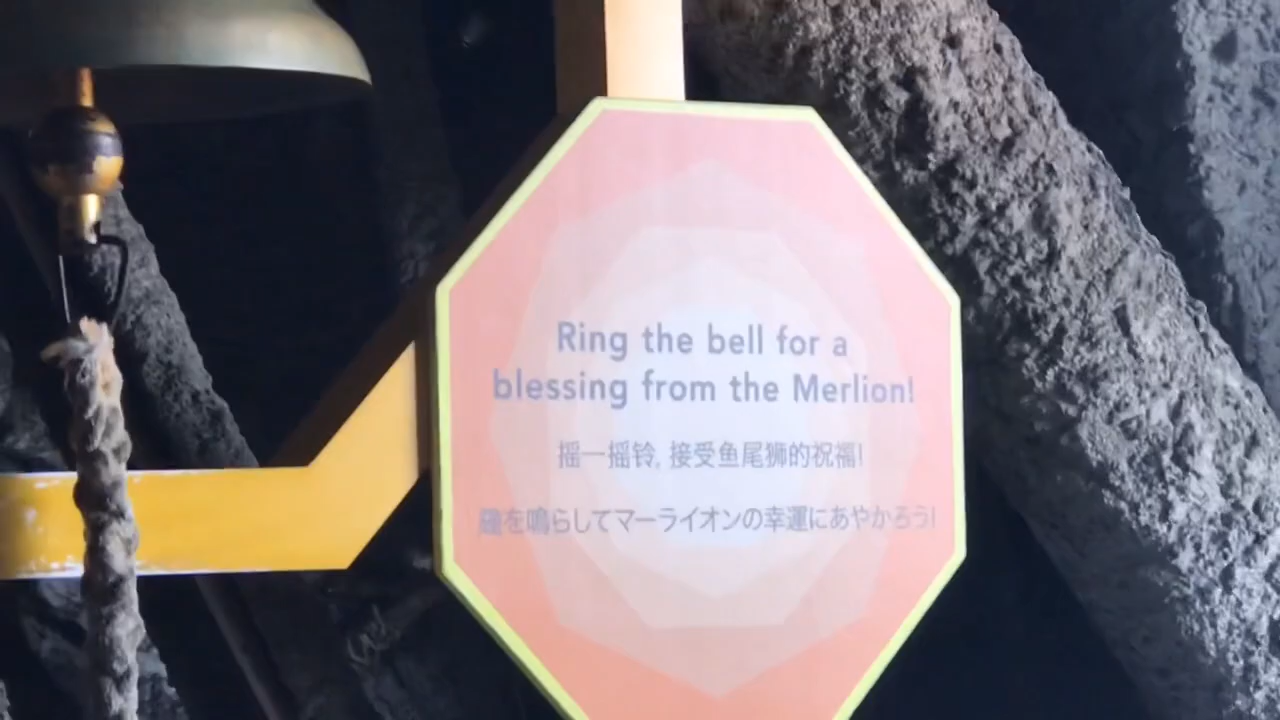 Ring the bell for a
blessing from the Merlion!
摇一摇铃, 接受鱼尾狮的祝福!
鐘を鳴らしてマーライオンの幸運にあやかろう!